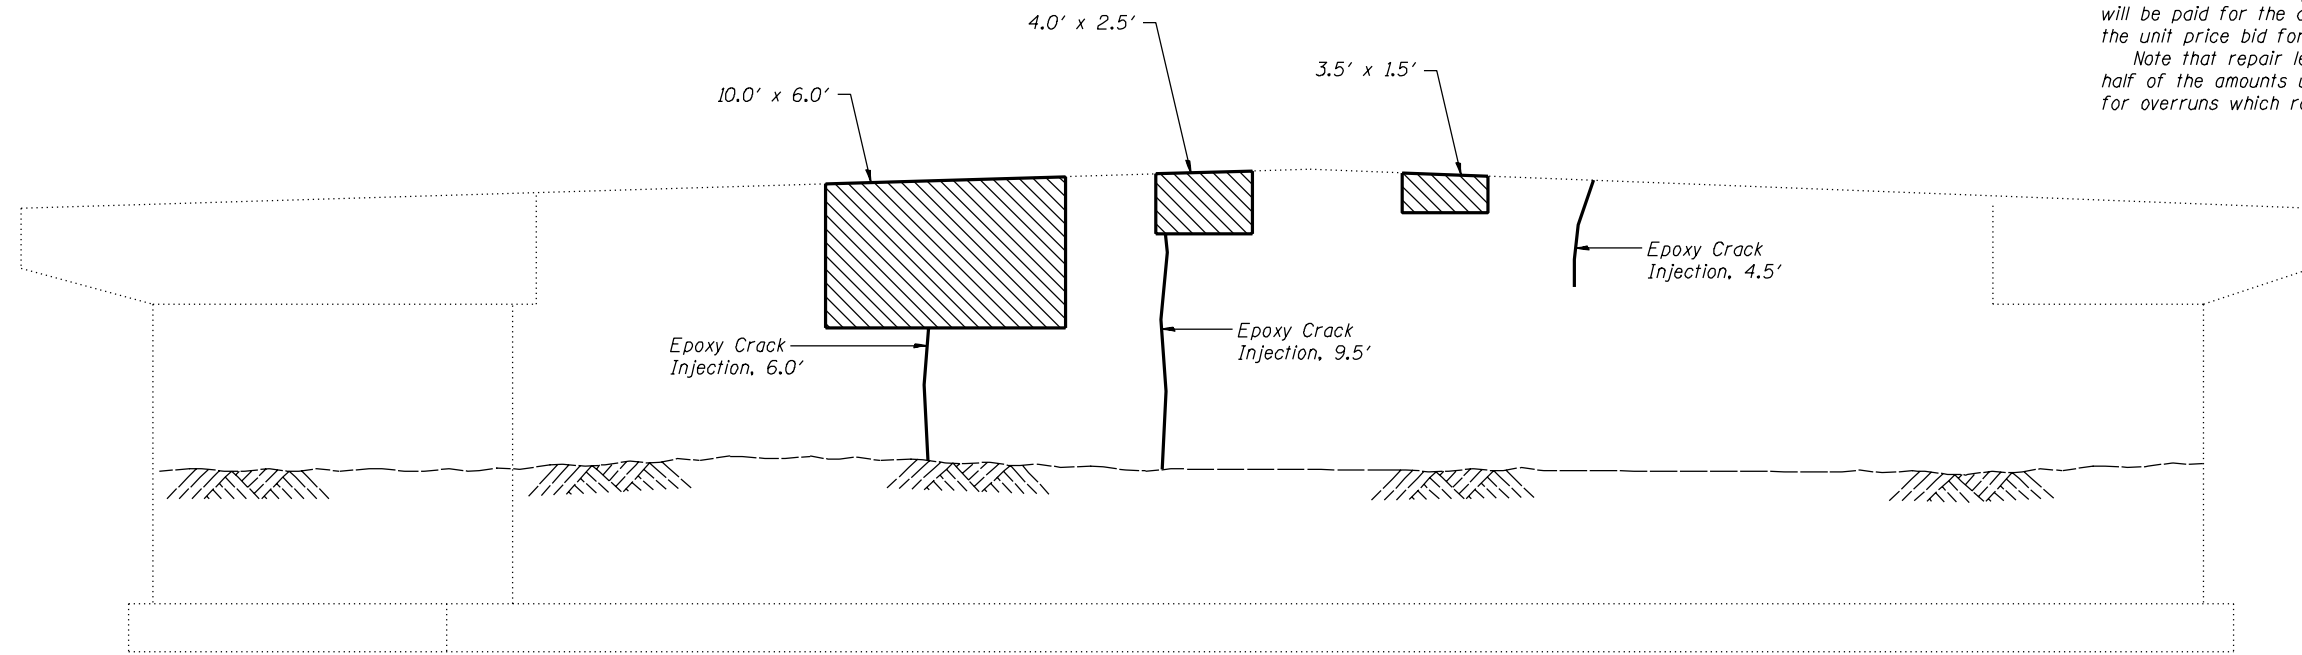 will be paid for the
the unit price bid for
Note that repair
half of the amounts
for overruns which
4.0' x 2.5'
3.5' x 1.5'
10.0' x 6.0'
Epoxy Crack
Injection, 4.5'
Epoxy Crack
Injection, 9.5'
Epoxy Crack
Injection, 6.0'